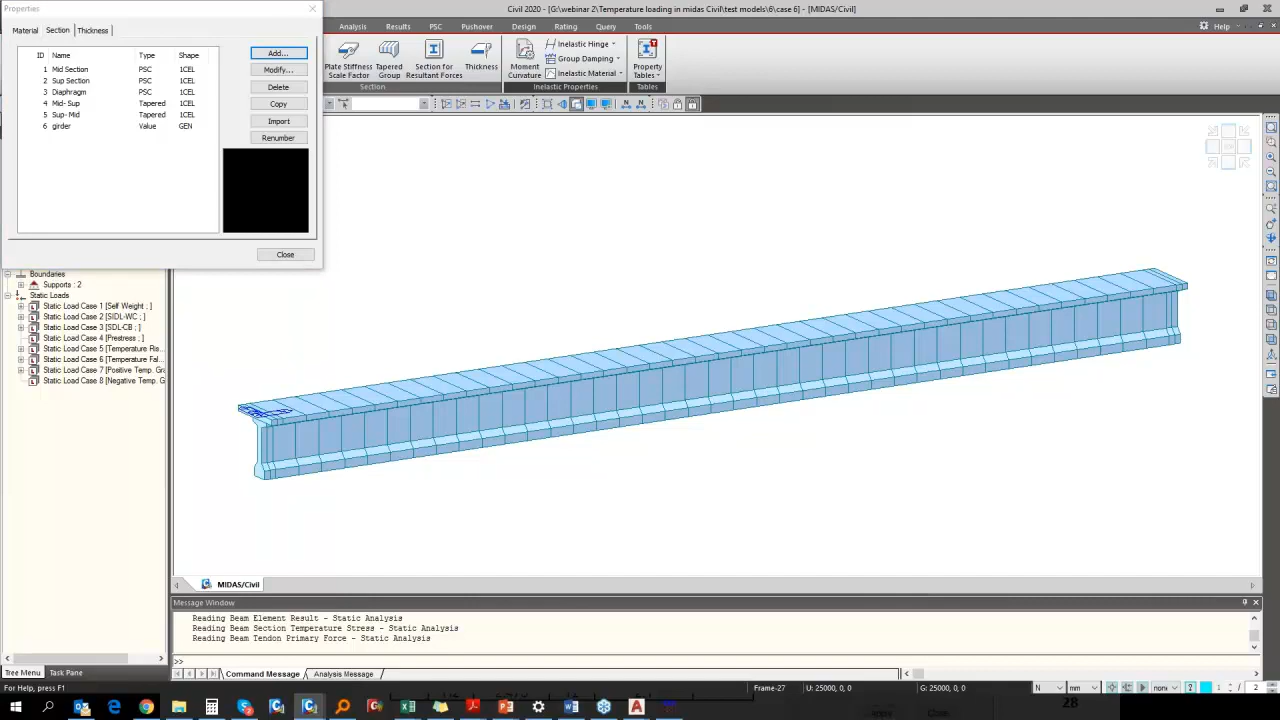 Properties
Civil 2020 - [G:\webinar 2\Temperature loading in midas Civil\test models\6\case 6] - [MIDAS/Civil]
Analysis Results PSC Pushover Design Rating Query Tools
Help
Material Section Thickness
ID Name Type Shape
1 Mid Section PSC 1CEL
2 Sup Section PSC 1CEL
3 Diaphragm PSC 1CEL
4 Mid- Sup Tapered 1CEL
5 Sup- Mid Tapered 1CEL
6 girder Value GEN
Add...
Modify...
Delete
Copy
Import
Renumber
Close
Plate Stiffness Scale Factor
Tapered Group
Section for Resultant Forces
Thickness
Section
Moment Curvature
Inelastic Hinge
Group Damping
Inelastic Material
Inelastic Properties
Property Tables
Tables
Boundaries
Supports : 2
Static Loads
Static Load Case 1 [Self Weight ; ]
Static Load Case 2 [SIDL-WC ; ]
Static Load Case 3 [SDL-CB ; ]
Static Load Case 4 [Prestress ; ]
Static Load Case 5 [Temperature Ris...
Static Load Case 6 [Temperature Fal...
Static Load Case 7 [Positive Temp. Gra
Static Load Case 8 [Negative Temp. Gr
MIDAS/Civil
Message Window
Reading Beam Element Result - Static Analysis
Reading Beam Section Temperature Stress - Static Analysis
Reading Beam Tendon Primary Force - Static Analysis
>>
Tree Menu Task Pane
Command Message Analysis Message
For Help, press F1
Frame-27 U: 25000, 0, 0 G: 25000, 0, 0 N mm none 1 / 2
28
Apply Close